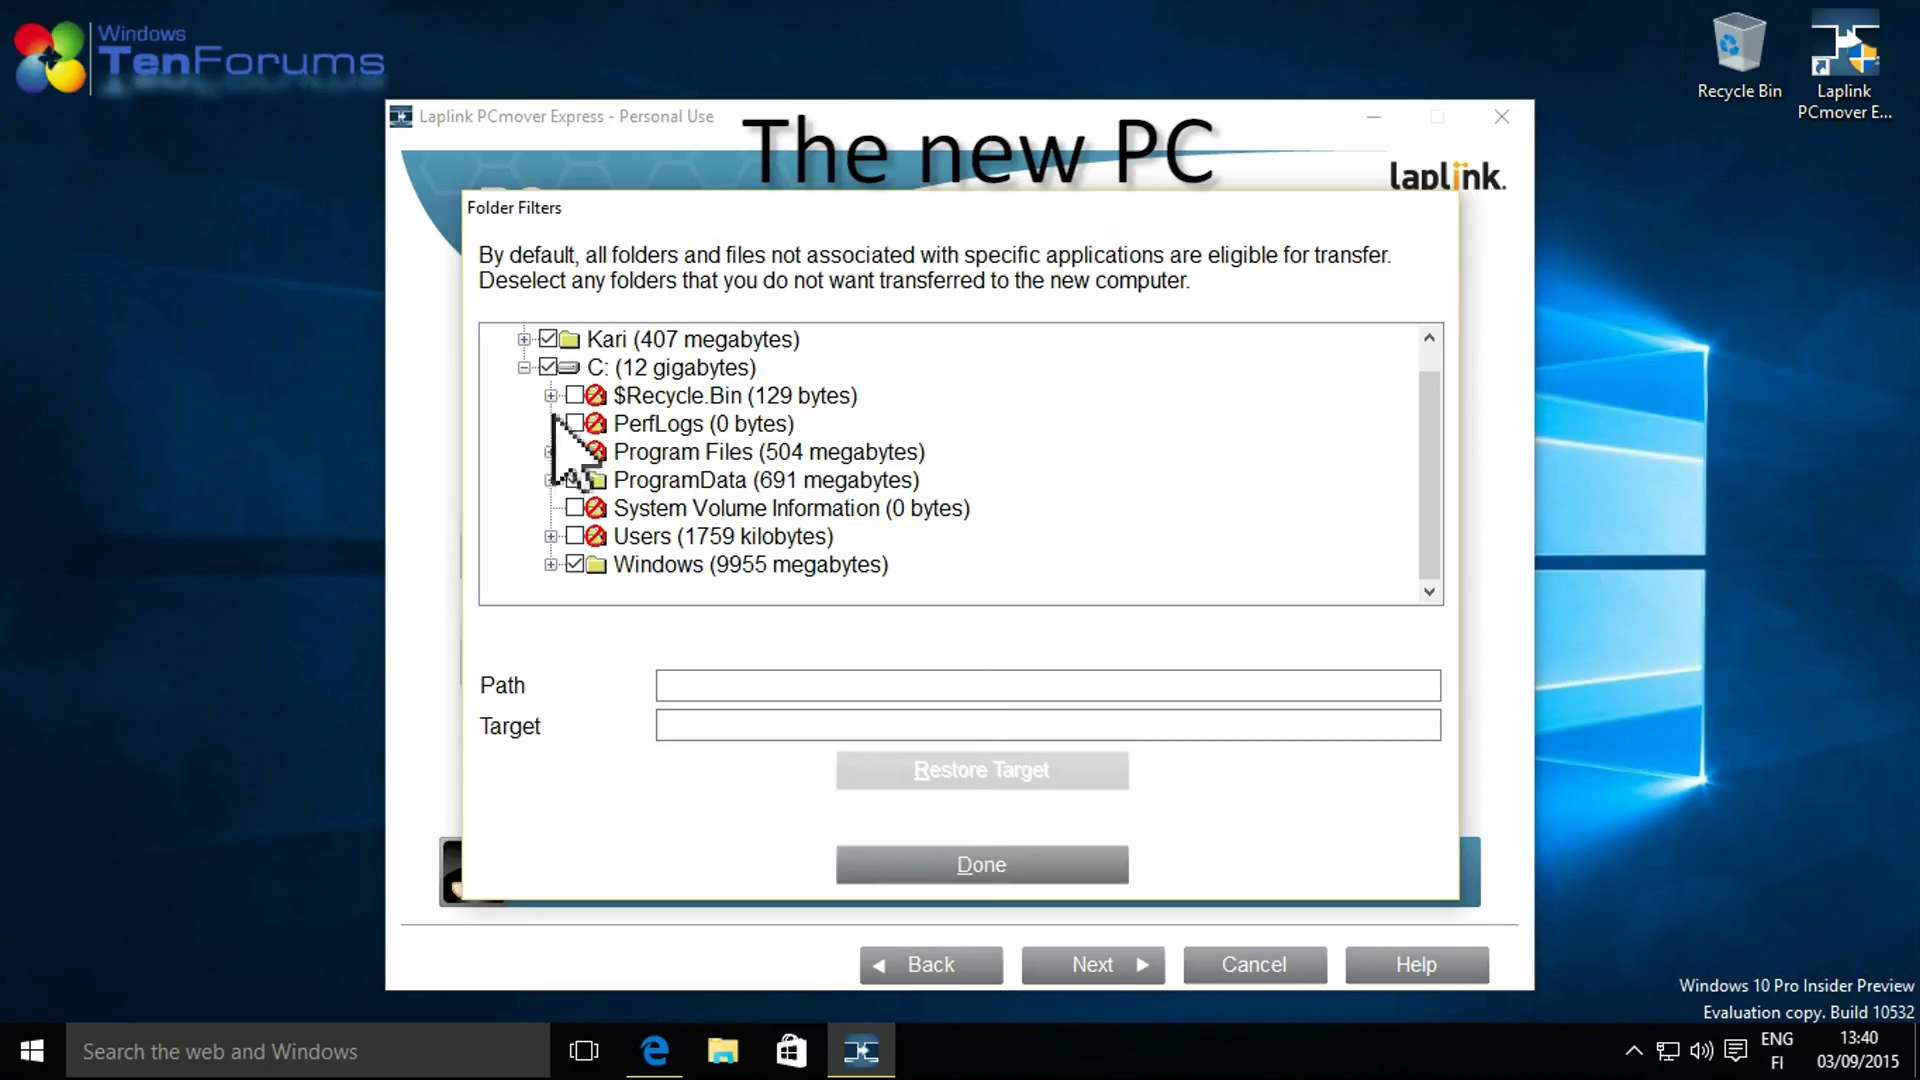 Windows
TenForums
Recycle Bin
Laplink
PCmover E...
Laplink PCmover Express - Personal Use
The new PC
laplink.
Folder Filters
By default, all folders and files not associated with specific applications are eligible for transfer.
Deselect any folders that you do not want transferred to the new computer.
Kari (407 megabytes)
C: (12 gigabytes)
$Recycle.Bin (129 bytes)
PerfLogs (0 bytes)
Program Files (504 megabytes)
ProgramData (691 megabytes)
System Volume Information (0 bytes)
Users (1759 kilobytes)
Windows (9955 megabytes)
Path
Target
Restore Target
Done
Back
Next
Cancel
Help
Windows 10 Pro Insider Preview
Evaluation copy. Build 10532
Search the web and Windows
ENG
FI
13:40
03/09/2015